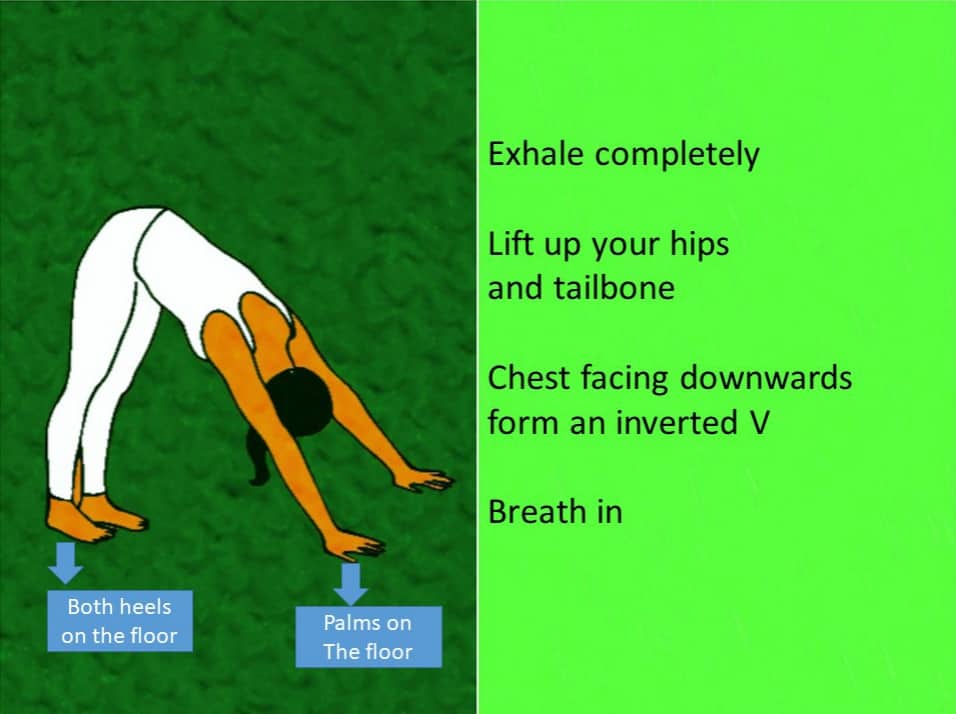 Exhale completely
Lift up your hips
and tailbone
Chest facing downwards
form an inverted V
Breath in
Both heels
on the floor
Palms on
The floor